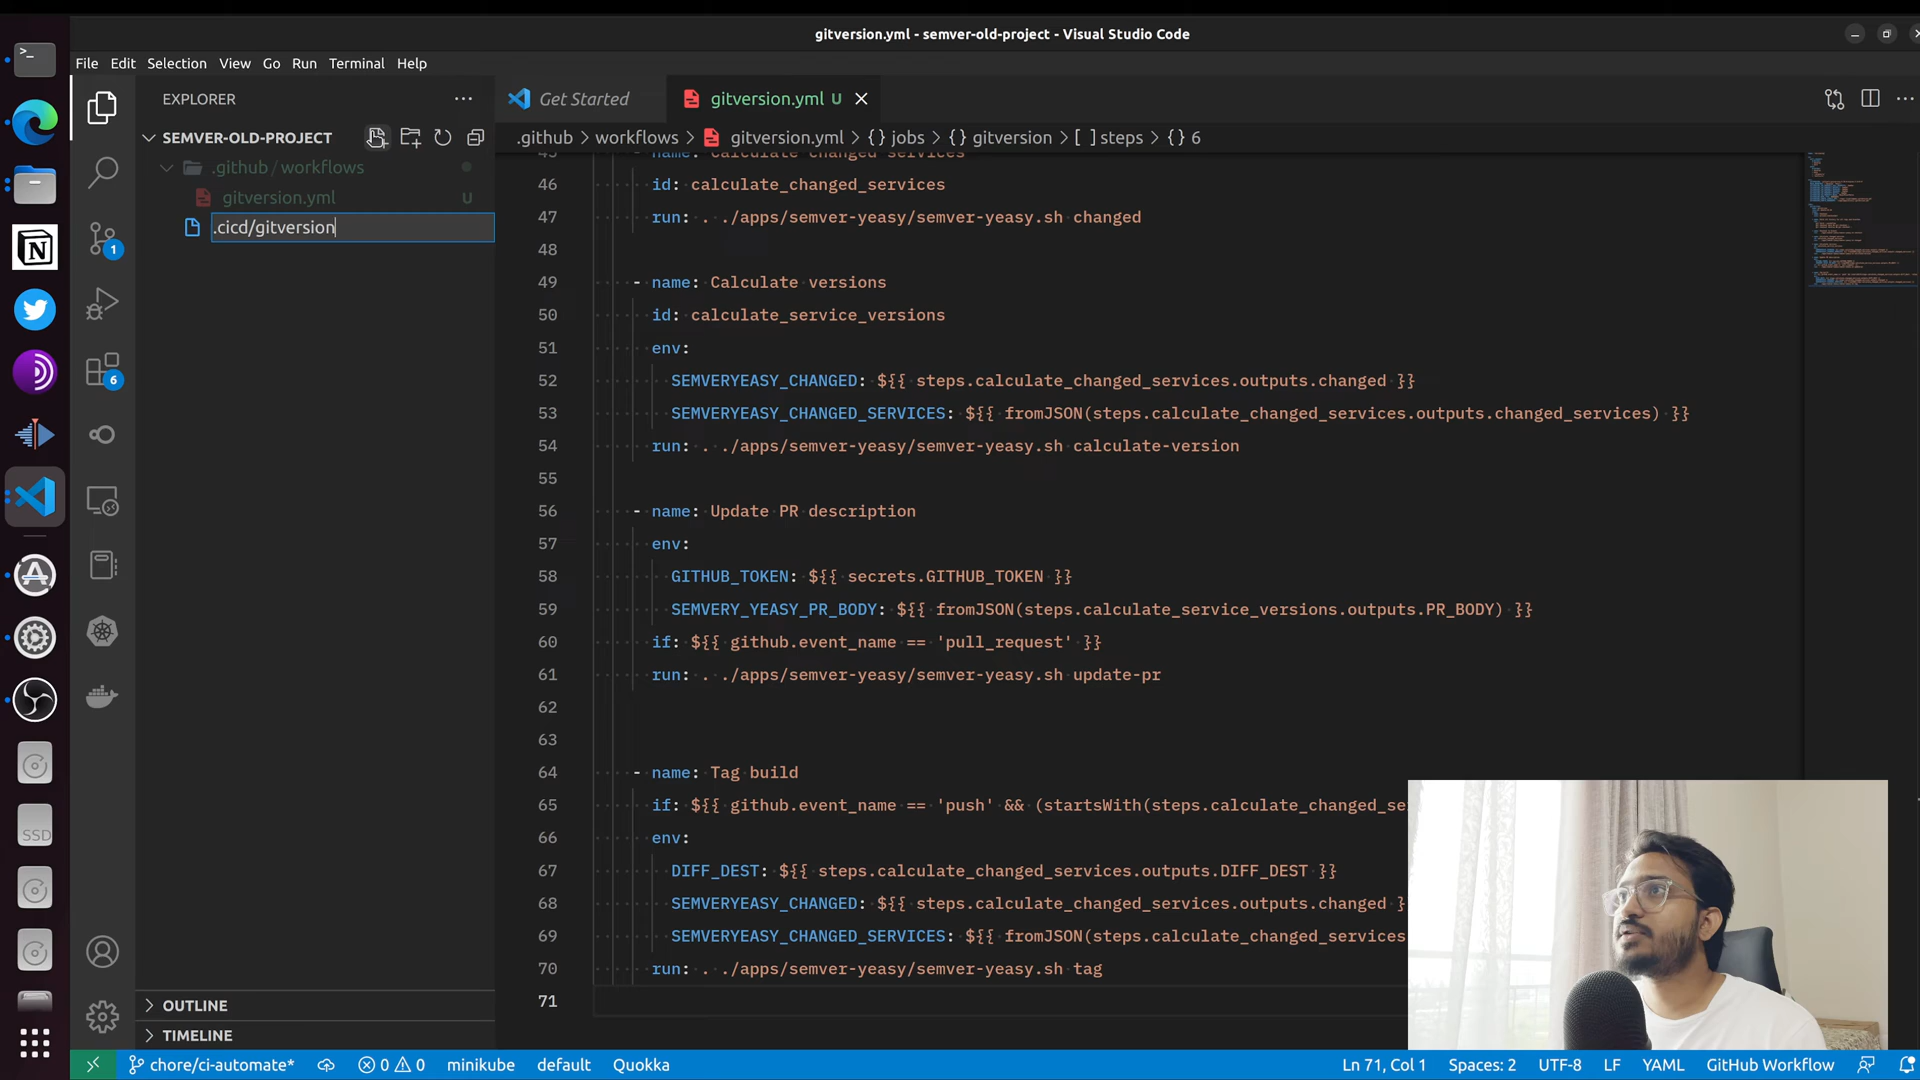 gitversion.yml - semver-old-project - Visual Studio Code
File Edit Selection View Go Run Terminal Help
EXPLORER
Get Started
gitversion.yml U
SEMVER-OLD-PROJECT
.github > workflows > gitversion.yml > {} jobs > {} gitversion > [ ] steps > {} 6
.github / workflows
gitversion.yml U
.cicd/gitversion
45 - name: Calculate changed services
46 id: calculate_changed_services
47 run: . ./apps/semver-yeasy/semver-yeasy.sh changed
48
49 - name: Calculate versions
50 id: calculate_service_versions
51 env:
52 SEMVERYEASY_CHANGED: ${{ steps.calculate_changed_services.outputs.changed }}
53 SEMVERYEASY_CHANGED_SERVICES: ${{ fromJSON(steps.calculate_changed_services.outputs.changed_services) }}
54 run: . ./apps/semver-yeasy/semver-yeasy.sh calculate-version
55
56 - name: Update PR description
57 env:
58 GITHUB_TOKEN: ${{ secrets.GITHUB_TOKEN }}
59 SEMVERY_YEASY_PR_BODY: ${{ fromJSON(steps.calculate_service_versions.outputs.PR_BODY) }}
60 if: ${{ github.event_name == 'pull_request' }}
61 run: . ./apps/semver-yeasy/semver-yeasy.sh update-pr
62
63
64 - name: Tag build
65 if: ${{ github.event_name == 'push' && (startsWith(steps.calculate_changed_se
66 env:
67 DIFF_DEST: ${{ steps.calculate_changed_services.outputs.DIFF_DEST }}
68 SEMVERYEASY_CHANGED: ${{ steps.calculate_changed_services.outputs.changed }
69 SEMVERYEASY_CHANGED_SERVICES: ${{ fromJSON(steps.calculate_changed_services
70 run: . ./apps/semver-yeasy/semver-yeasy.sh tag
71
1
6
SSD
OUTLINE
TIMELINE
chore/ci-automate* 0 0 minikube default Quokka Ln 71, Col 1 Spaces: 2 UTF-8 LF YAML GitHub Workflow